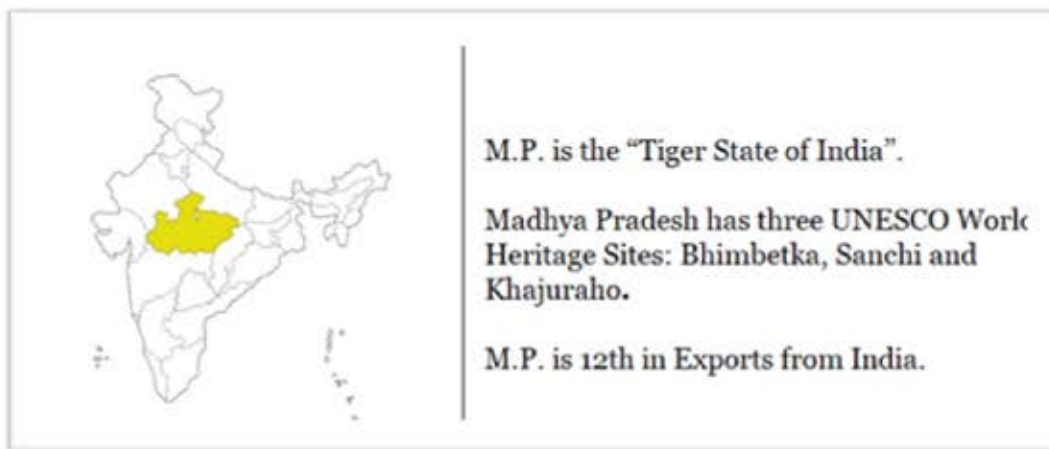 M.P. is the “Tiger State of India”.
Madhya Pradesh has three UNESCO Worl
Heritage Sites: Bhimbetka, Sanchi and
Khajuraho.
M.P. is 12th in Exports from India.